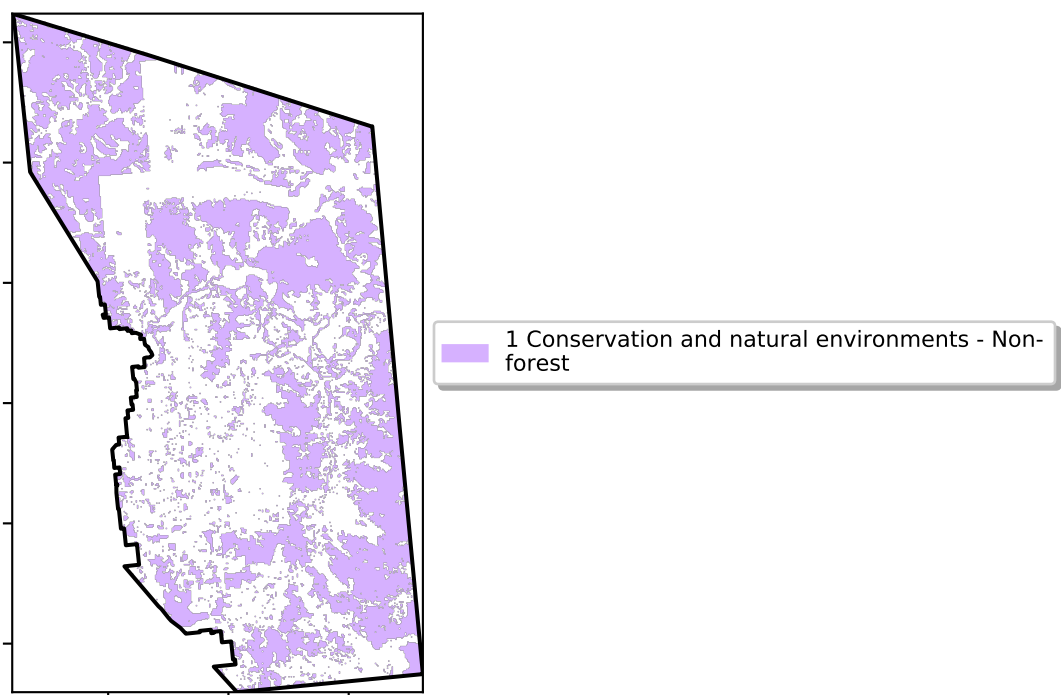 1 Conservation and natural environments - Non-
forest